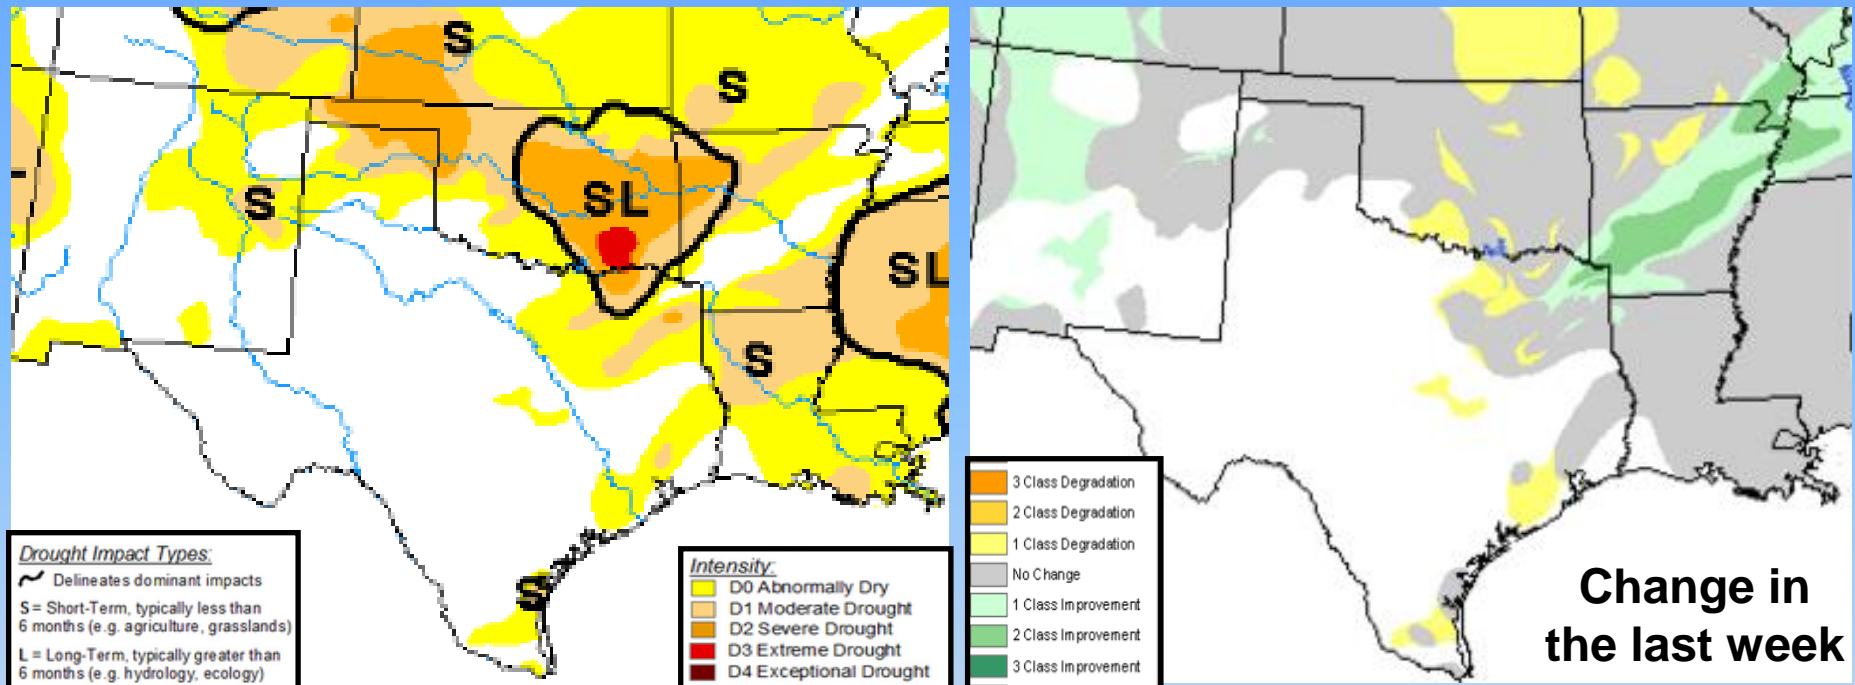 S
S
S
SL
SL
S
S
Drought Impact Types:
Delineates dominant impacts
S = Short-Term, typically less than
6 months (e.g. agriculture, grasslands)
L = Long-Term, typically greater than
6 months (e.g. hydrology, ecology)
Intensity:
D0 Abnormally Dry
D1 Moderate Drought
D2 Severe Drought
D3 Extreme Drought
D4 Exceptional Drought
3 Class Degradation
2 Class Degradation
1 Class Degradation
No Change
1 Class Improvement
2 Class Improvement
3 Class Improvement
Change in
the last week